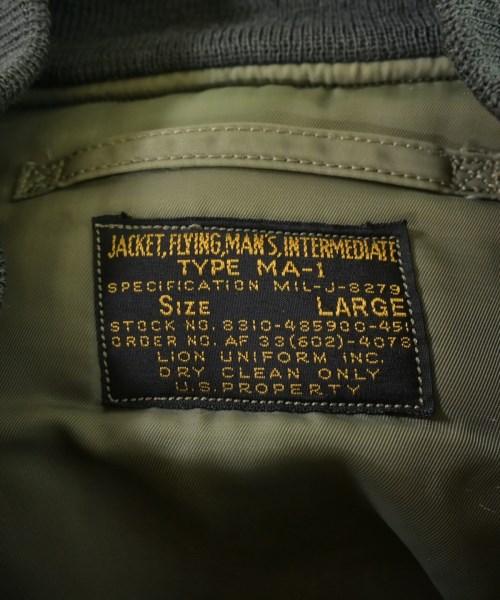 JACKET, FLYING, MAN'S, INTERMEDIATE
TYPE MA-1
SPECIFICATION MIL-J-8279
SIZE LARGE
STOCK NO. 8310-485900-451
ORDER NO. AF 33(602)-4078
LION UNIFORM INC.
DRY CLEAN ONLY
U.S. PROPERTY